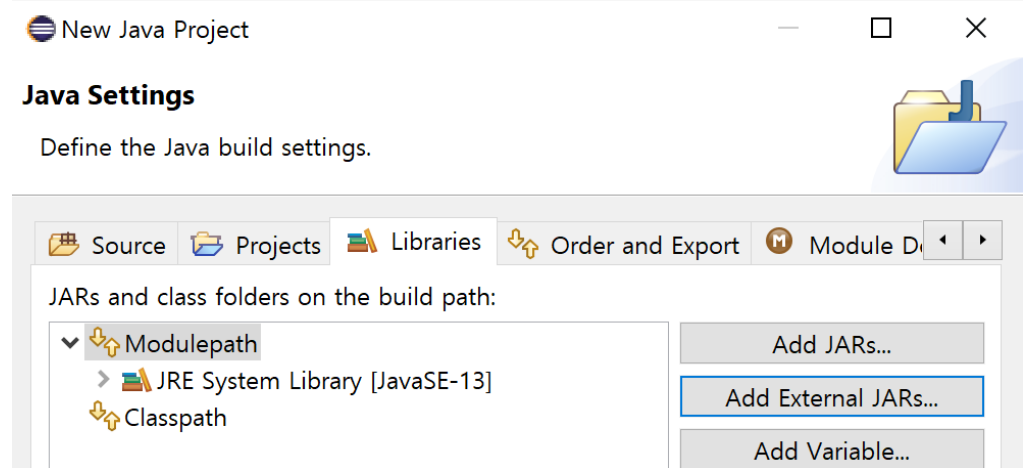 New Java Project
Java Settings
Define the Java build settings.
Source Projects Libraries Order and Export Module D
JARs and class folders on the build path:
Modulepath
JRE System Library [JavaSE-13]
Classpath
Add JARs...
Add External JARs...
Add Variable...